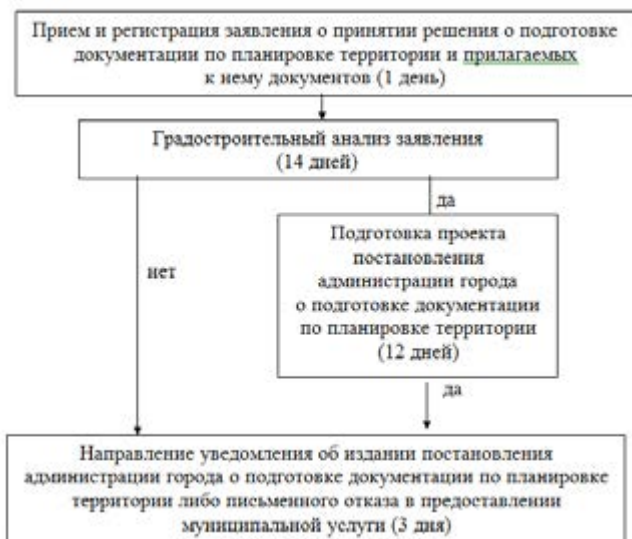 Прием и регистрация заявления о принятии решения о подготовке
документации по планировке территории и прилагаемых
к нему документов (1 день)
Градостроительный анализ заявления
(14 дней)
да
нет
Подготовка проекта
постановления
администрации города
о подготовке документации
по планировке территории
(12 дней)
да
Направление уведомления об издании постановления
администрации города о подготовке документации по планировке
территории либо письменного отказа в предоставлении
муниципальной услуги (3 дня)